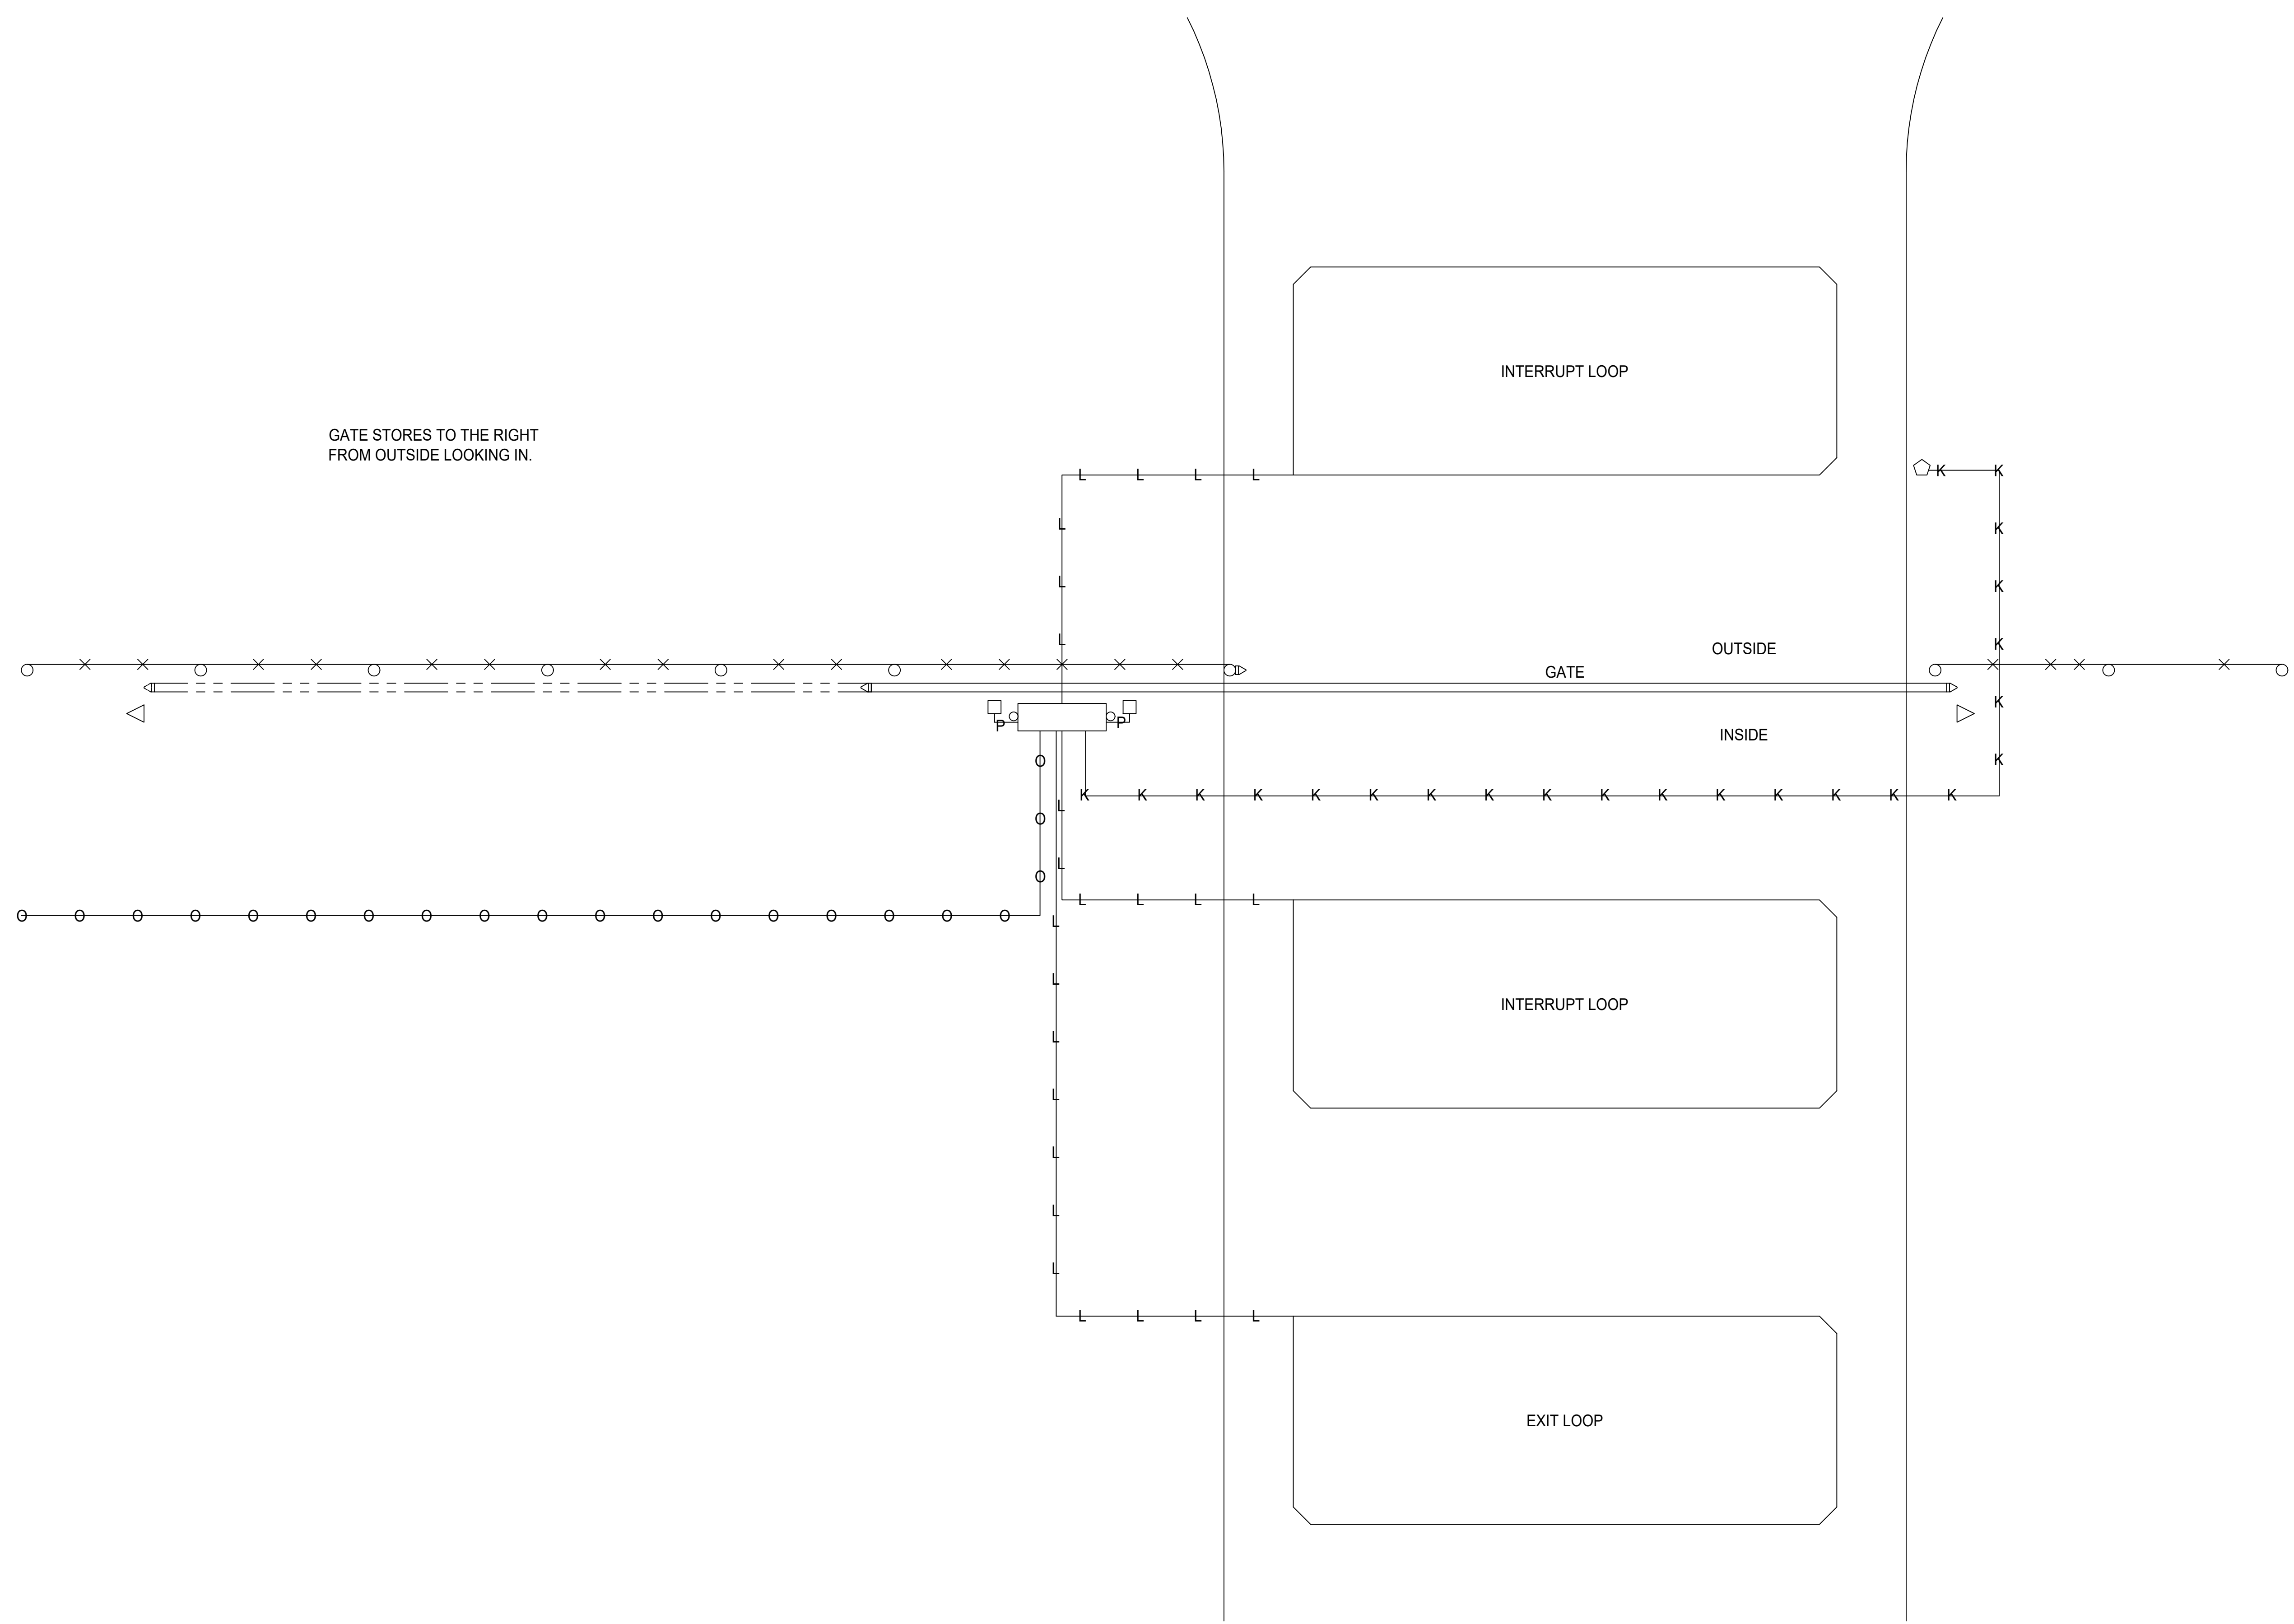 INTERRUPT LOOP
GATE STORES TO THE RIGHT
FROM OUTSIDE LOOKING IN.
L L L L
K K
L
K
L
K
L
K
OUTSIDE
GATE
K
P P
INSIDE
O
K
K K K K K K K K K K K K K K K K
L
O
L
O
L L L L
O O O O O O O O O O O O O O O O O O
L
L
INTERRUPT LOOP
L
L
L
L
L
L L L L
EXIT LOOP